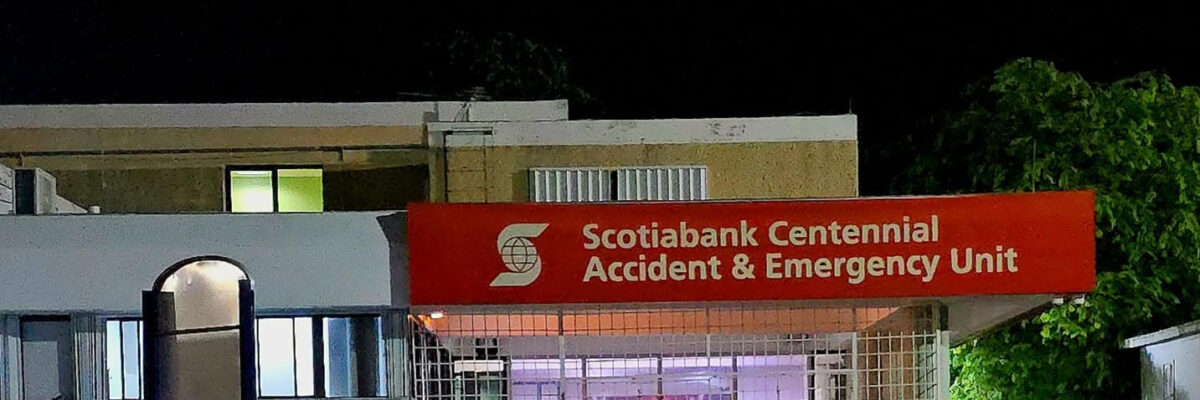 Scotiabank Centennial
Accident & Emergency Unit